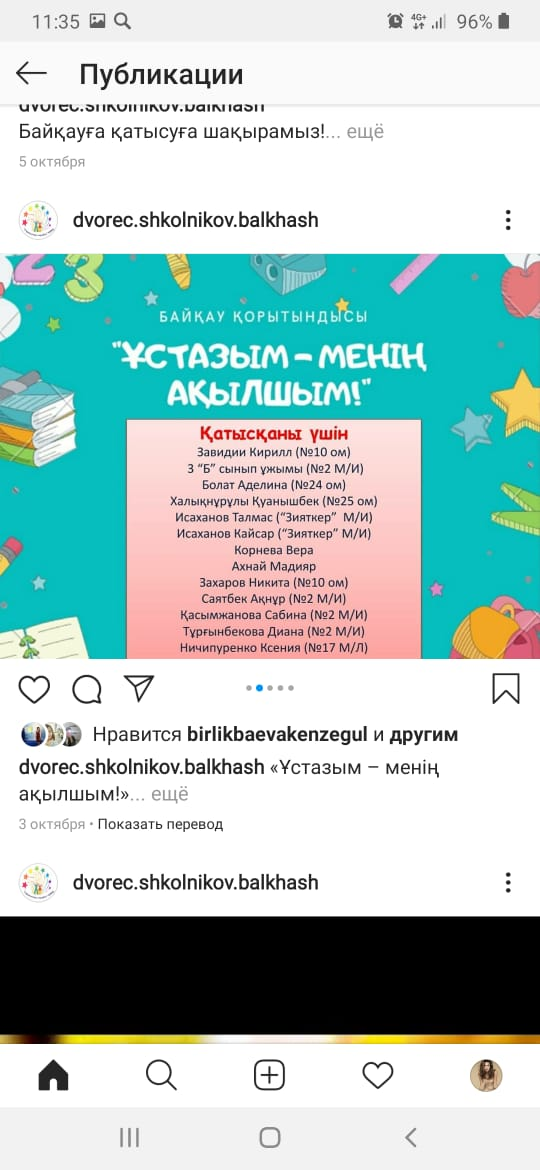 11:35 4G+ 96%
Публикации
dvorec.shkolnikov.balkhash
Байқауға қатысуға шақырамыз!... ещё
5 октября
dvorec.shkolnikov.balkhash
2 3
БАЙҚАУ ҚОРЫТЫНДЫСЫ
"ҰСТАЗЫМ – МЕНІҢ
АҚЫЛШЫМ!"
Қатысқаны үшін
Завидии Кирилл (№10 ом)
3 "Б" сынып ұжымы (№2 М/И)
Болат Аделина (№24 ом)
Халықнұрұлы Қуанышбек (№25 ом)
Исаханов Талмас ("Зияткер" М/И)
Исаханов Кайсар ("Зияткер" М/И)
Корнева Вера
Ахнай Мадияр
Захаров Никита (№10 ом)
Саятбек Ақнұр (№2 М/И)
Қасымжанова Сабина (№2 М/И)
Тұрғынбекова Диана (№2 М/И)
Ничипуренко Ксения (№17 М/Л)
Нравится birlikbaevakenzegul и другим
dvorec.shkolnikov.balkhash «Ұстазым – менің
ақылшым!»... ещё
3 октября • Показать перевод
dvorec.shkolnikov.balkhash